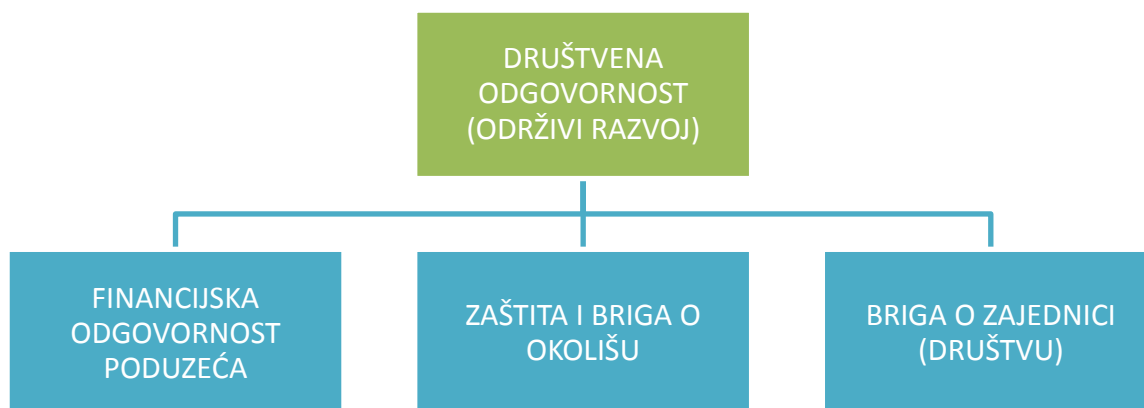 DRUŠTVENA
ODGOVORNOST
(ODRŽIVI RAZVOJ)
FINANCIJSKA
ODGOVORNOST
PODUZEĆA
ZAŠTITA I BRIGA O
OKOLIŠU
BRIGA O ZAJEDNICI
(DRUŠTVU)